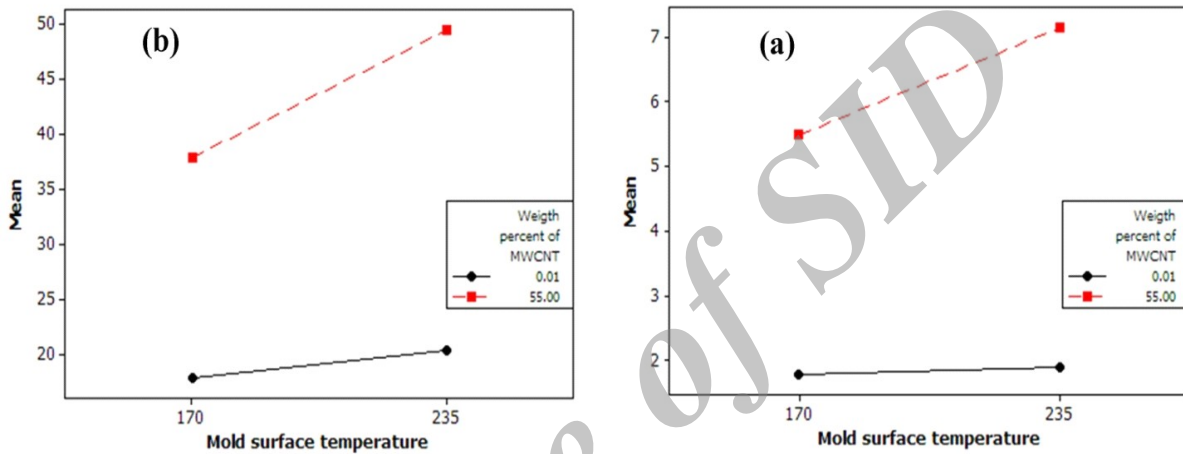 (b)
50
45
40
35
30
25
20
Mean
Weigth
percent of
MWCNT
0.01
55.00
170
235
Mold surface temperature
(a)
7
6
5
4
3
2
Mean
Weigth
percent of
MWCNT
0.01
55.00
170
235
Mold surface temperature
of SID